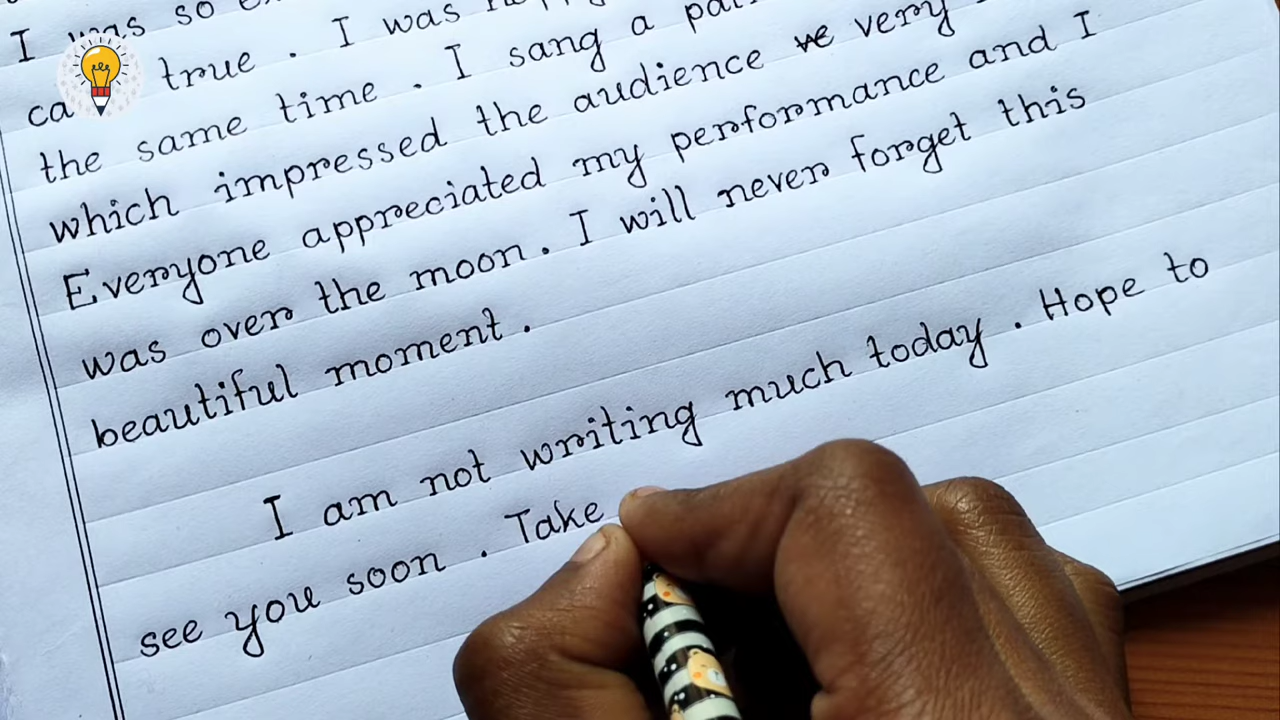 I was so
true. I was
the same time. I sang a
which impressed the audience very
Everyone appreciated my performance and I
was over the moon. I will never forget this
beautiful moment.
I am not writing much today. Hope to
see you soon. Take